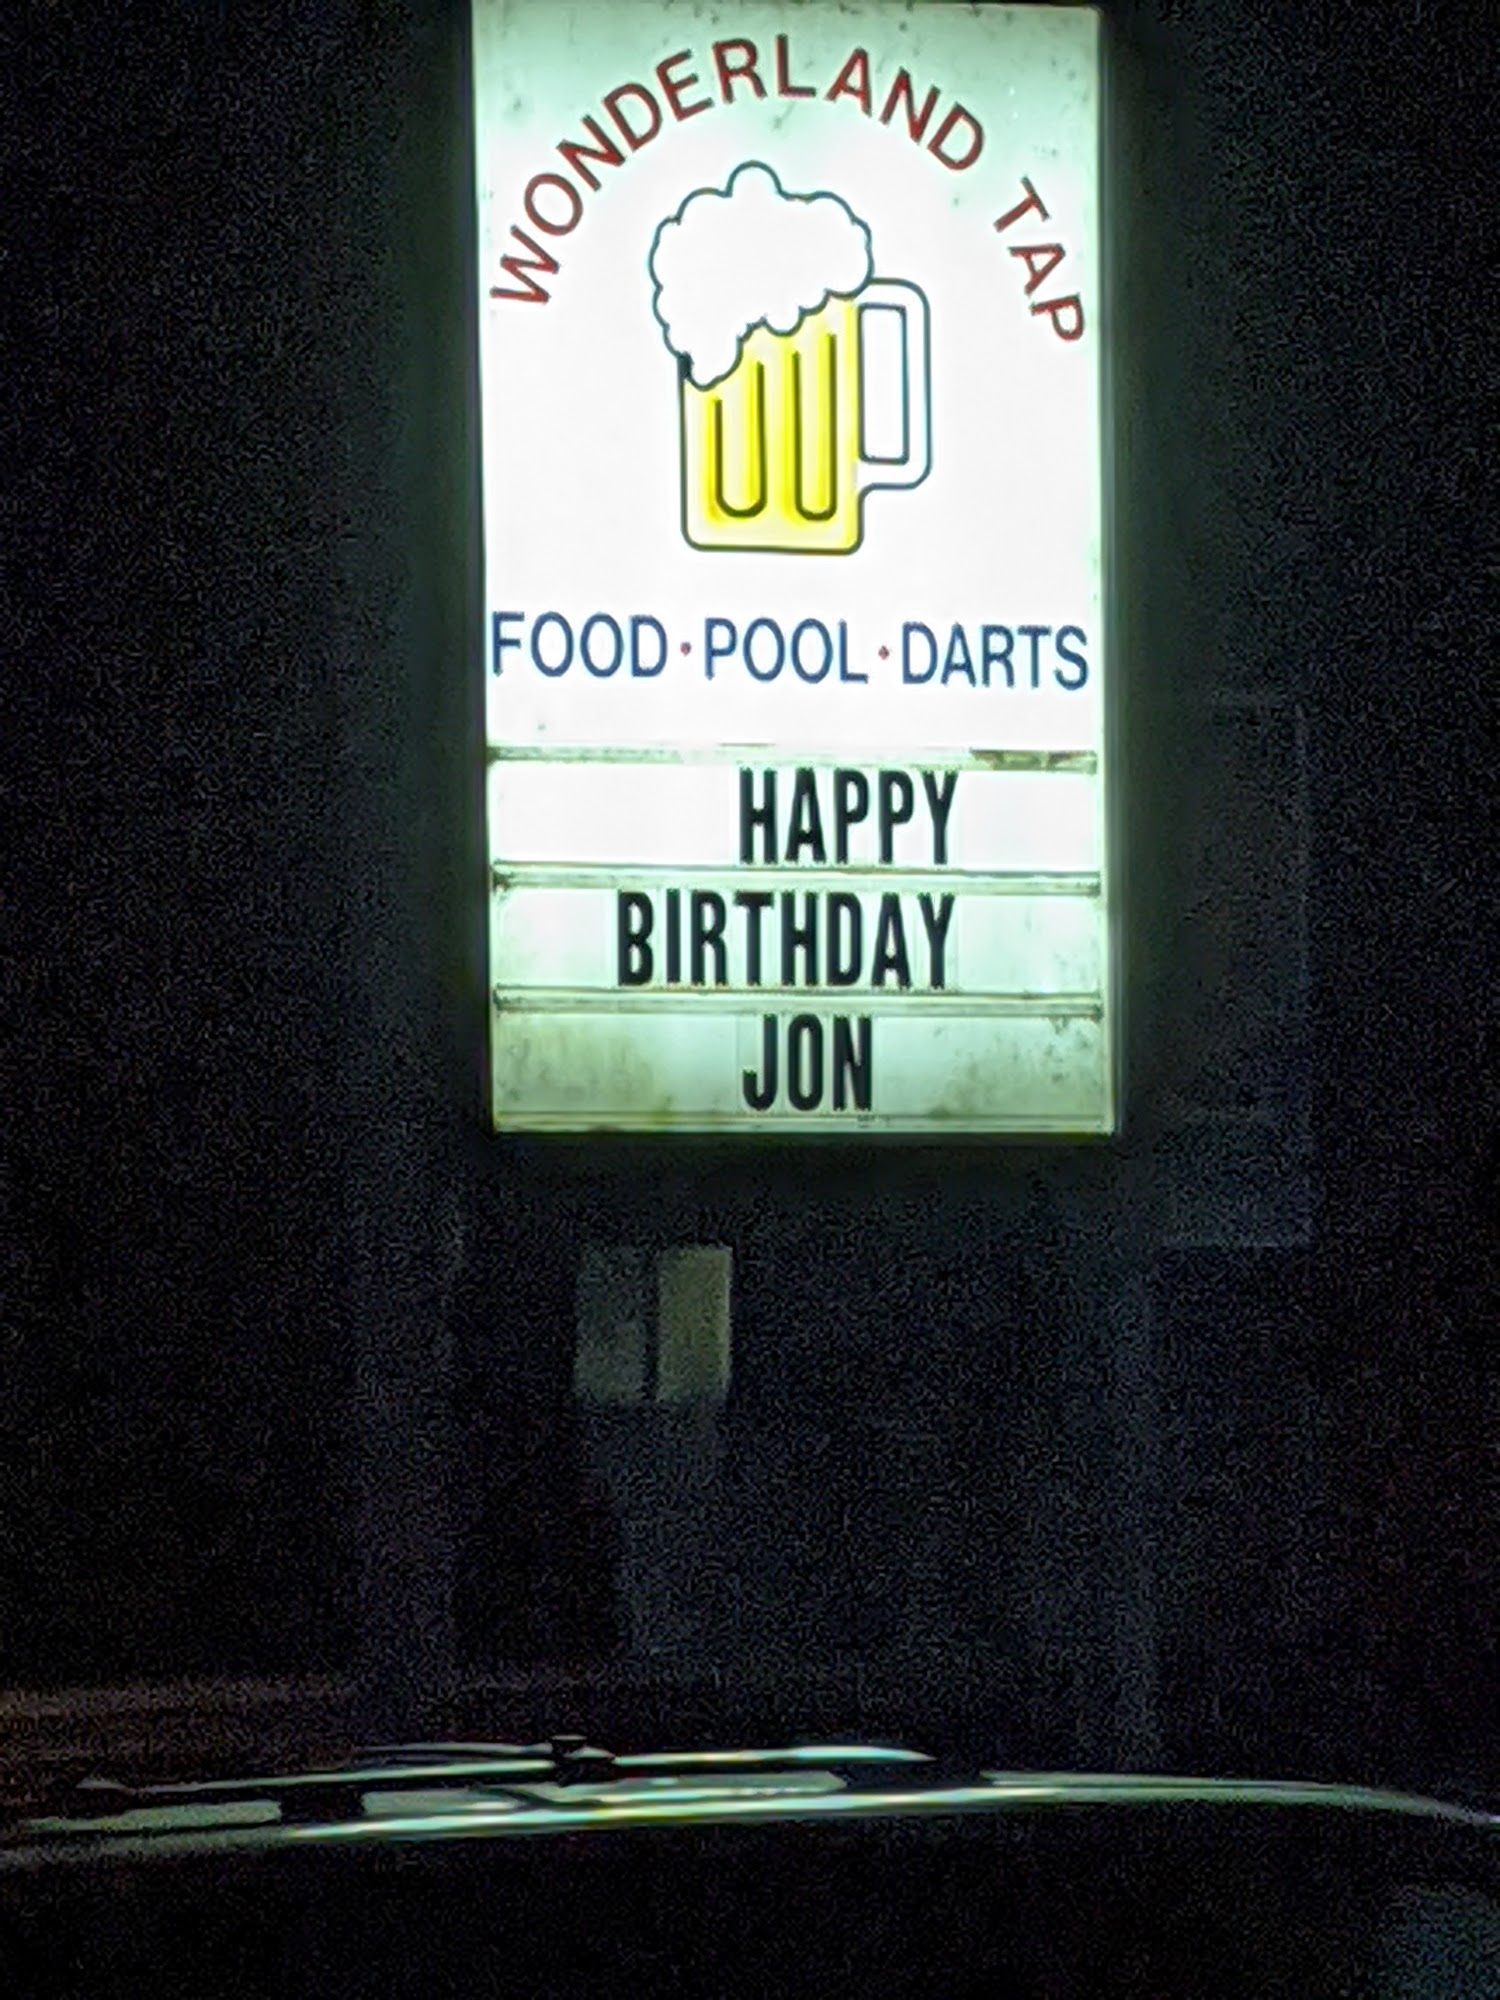 WONDERLAND TAP
FOOD·POOL·DARTS
HAPPY
BIRTHDAY
JON